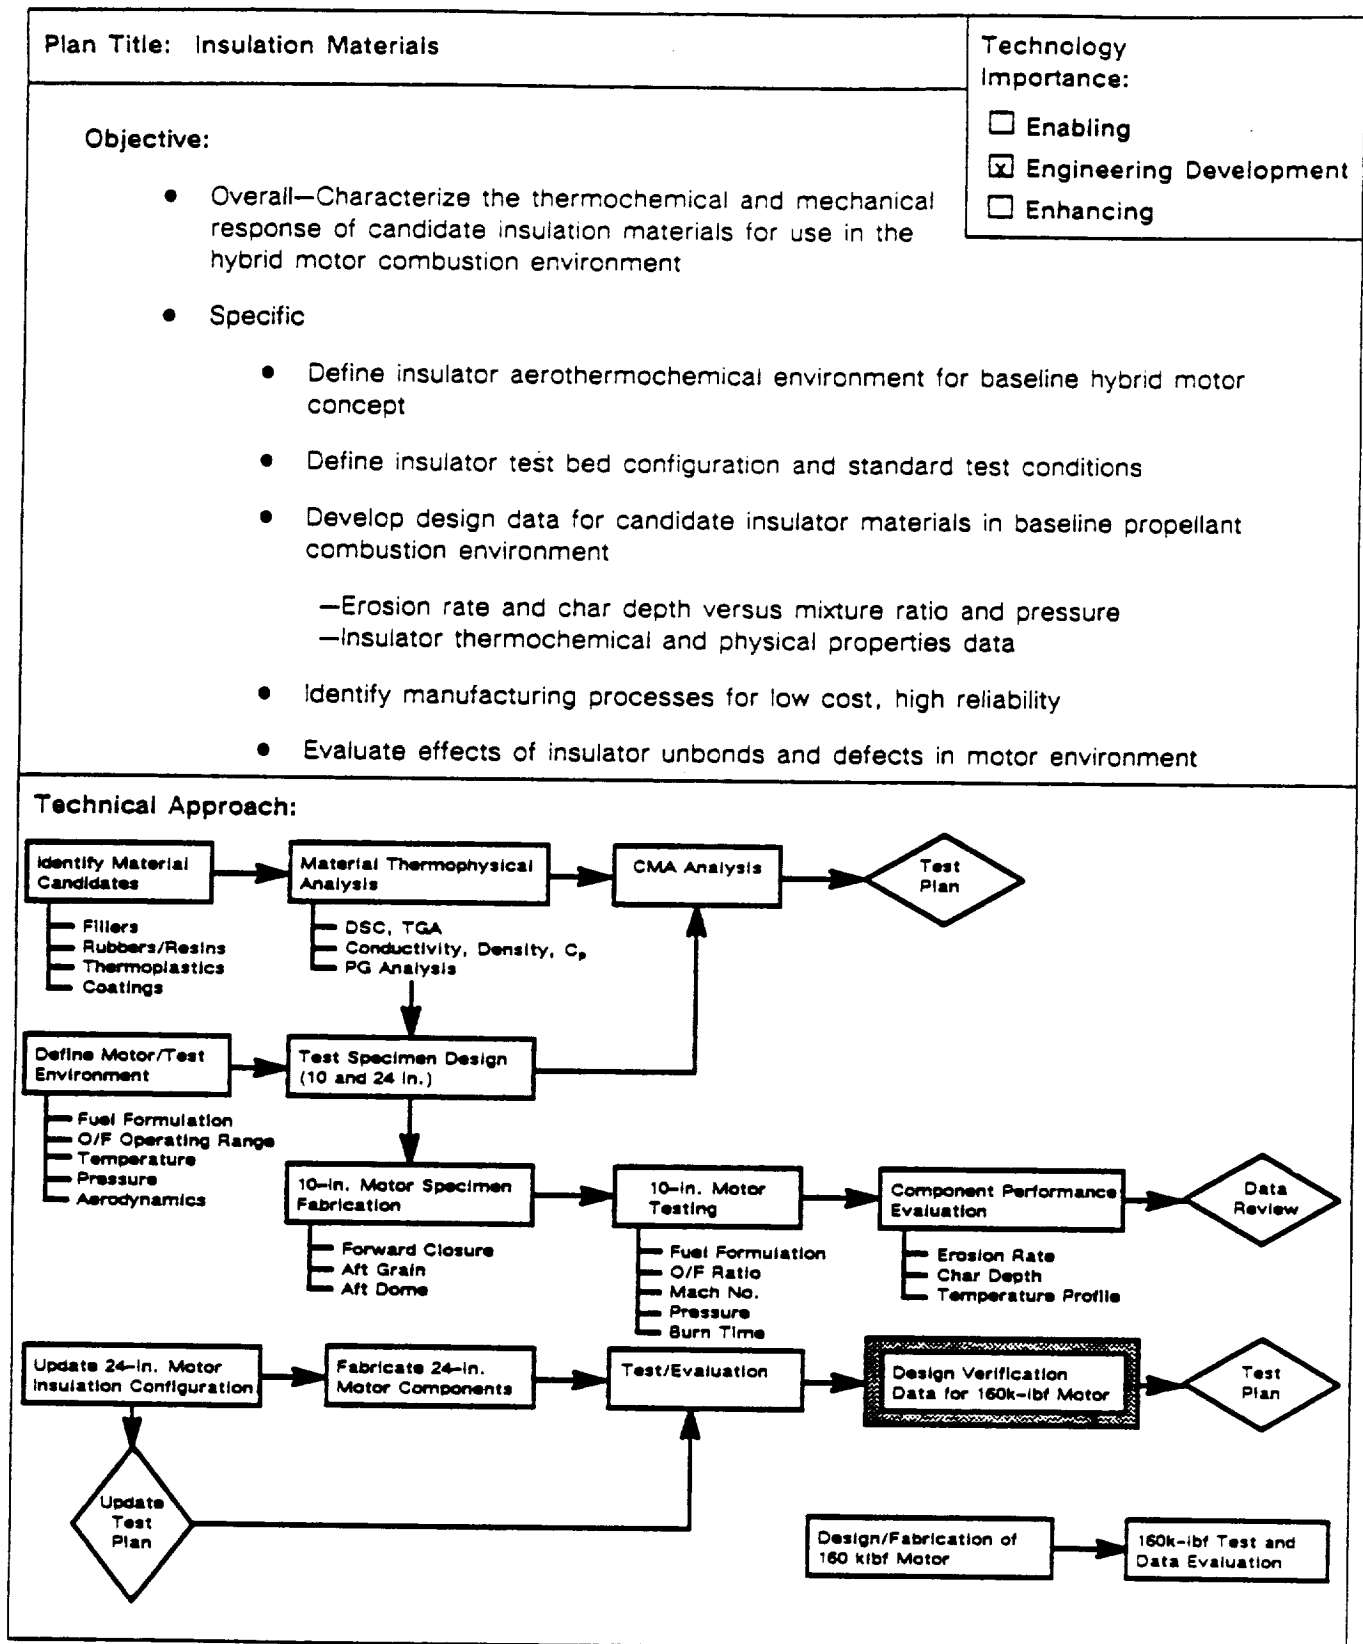 Plan Title: Insulation Materials
Technology
Importance:
☐ Enabling
☒ Engineering Development
☐ Enhancing
Objective:
• Overall—Characterize the thermochemical and mechanical
response of candidate insulation materials for use in the
hybrid motor combustion environment
• Specific
• Define insulator aerothermochemical environment for baseline hybrid motor
concept
• Define insulator test bed configuration and standard test conditions
• Develop design data for candidate insulator materials in baseline propellant
combustion environment
—Erosion rate and char depth versus mixture ratio and pressure
—Insulator thermochemical and physical properties data
• Identify manufacturing processes for low cost, high reliability
• Evaluate effects of insulator unbonds and defects in motor environment
Technical Approach:
Identify Material
Candidates
Fillers
Rubbers/Resins
Thermoplastics
Coatings
Material Thermophysical
Analysis
DSC, TGA
Conductivity, Density, Cp
PG Analysis
CMA Analysis
Test
Plan
Define Motor/Test
Environment
Fuel Formulation
O/F Operating Range
Temperature
Pressure
Aerodynamics
Test Specimen Design
(10 and 24 in.)
10-in. Motor Specimen
Fabrication
Forward Closure
Aft Grain
Aft Dome
10-in. Motor
Testing
Fuel Formulation
O/F Ratio
Mach No.
Pressure
Burn Time
Component Performance
Evaluation
Erosion Rate
Char Depth
Temperature Profile
Data
Review
Update 24-in. Motor
Insulation Configuration
Fabricate 24-in.
Motor Components
Test/Evaluation
Design Verification
Data for 160k-lbf Motor
Test
Plan
Update
Test
Plan
Design/Fabrication of
160 klbf Motor
160k-lbf Test and
Data Evaluation